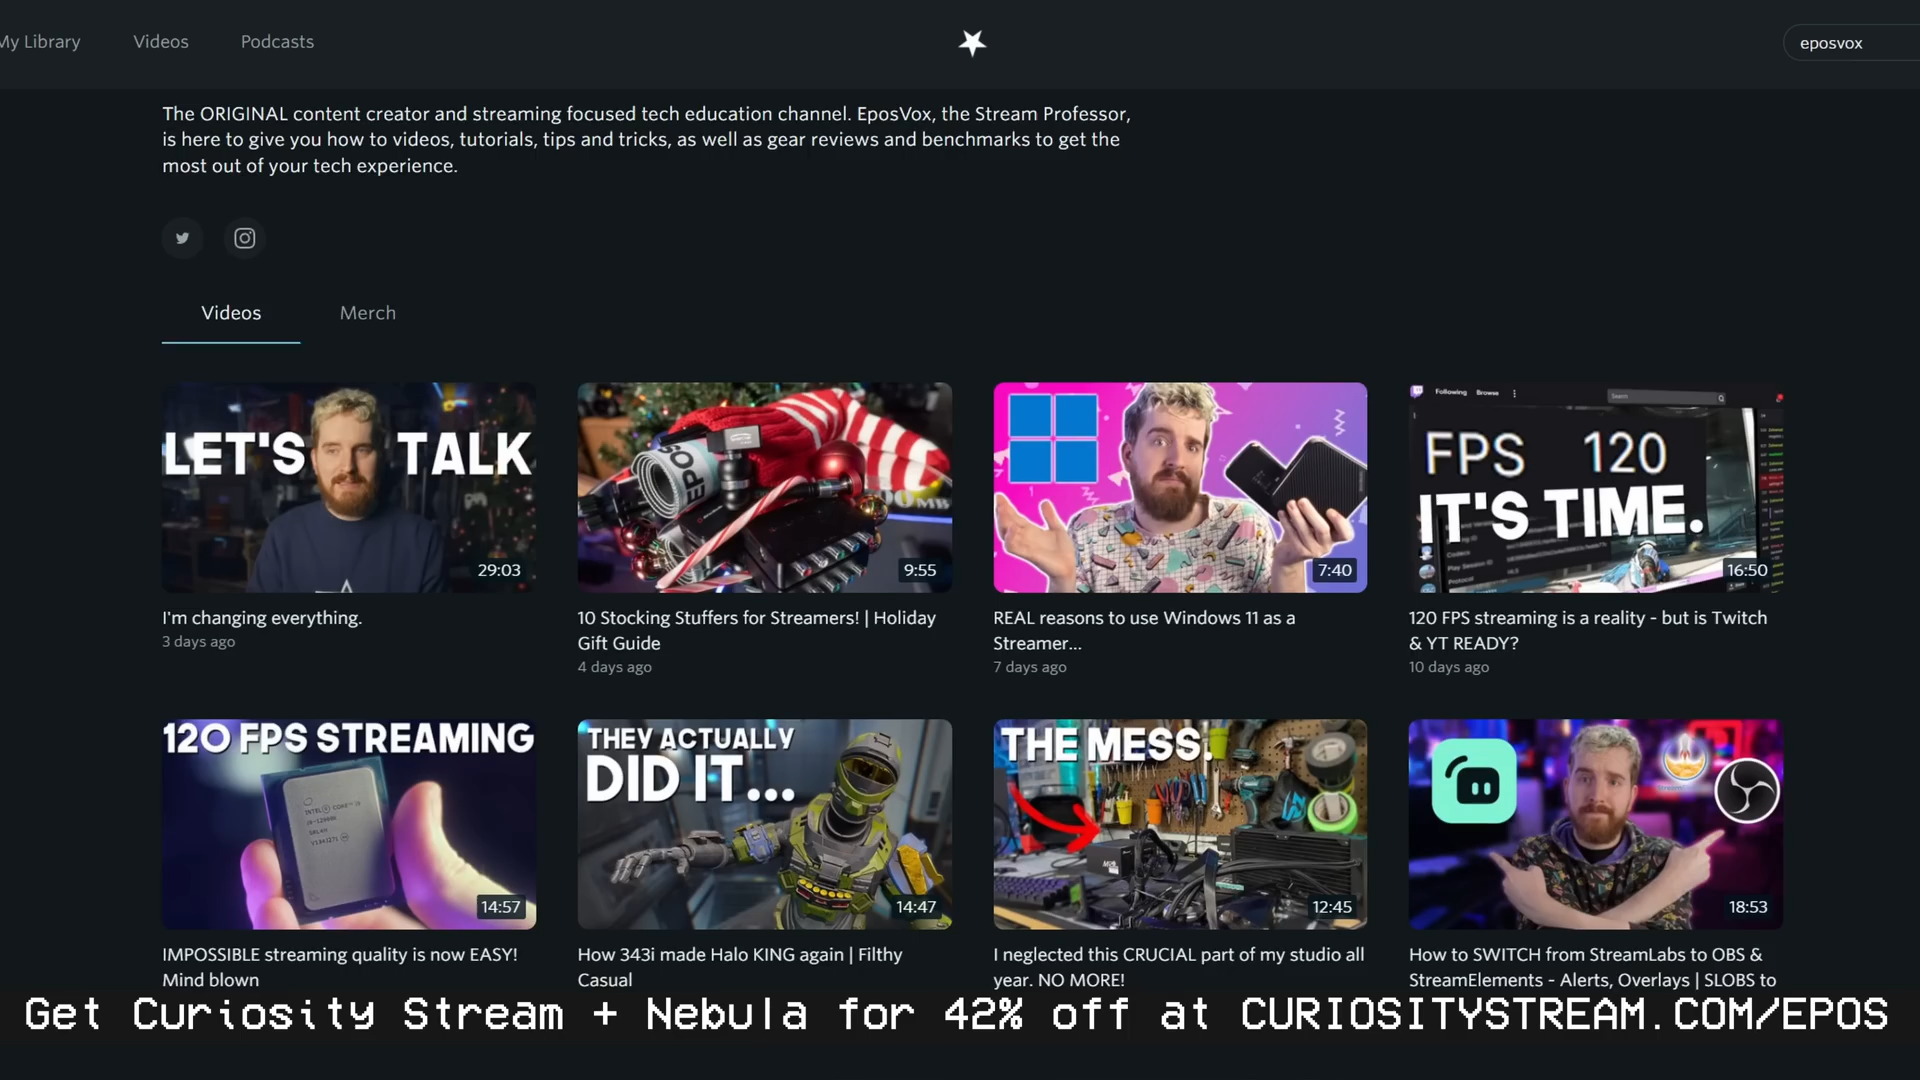 My Library
Videos
Podcasts
eposvox
The ORIGINAL content creator and streaming focused tech education channel. EposVox, the Stream Professor,
is here to give you how to videos, tutorials, tips and tricks, as well as gear reviews and benchmarks to get the
most out of your tech experience.
Videos
Merch
LET'S TALK
29:03
EPOS
9:55
7:40
Following
Browse
Search
FPS 120
IT'S TIME.
16:50
I'm changing everything.
3 days ago
10 Stocking Stuffers for Streamers! | Holiday
Gift Guide
4 days ago
REAL reasons to use Windows 11 as a
Streamer...
7 days ago
120 FPS streaming is a reality - but is Twitch
& YT READY?
10 days ago
120 FPS STREAMING
INTEL CORE
14:57
THEY ACTUALLY
DID IT...
14:47
THE MESS.
12:45
18:53
IMPOSSIBLE streaming quality is now EASY!
Mind blown
How 343i made Halo KING again | Filthy
Casual
I neglected this CRUCIAL part of my studio all
year. NO MORE!
How to SWITCH from StreamLabs to OBS &
StreamElements - Alerts, Overlays | SLOBS to
Get Curiosity Stream + Nebula for 42% off at CURIOSITYSTREAM.COM/EPOS